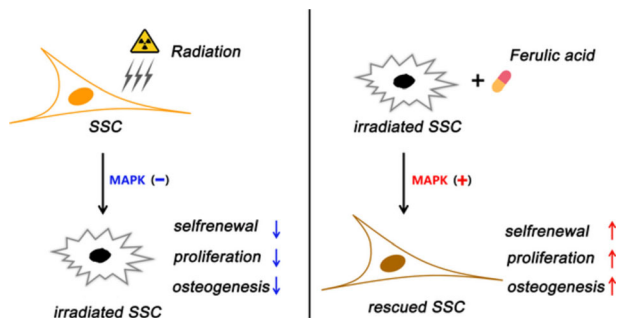 Radiation
SSC
MAPK (−)
selfrenewal ↓
proliferation ↓
osteogenesis ↓
irradiated SSC
Ferulic acid
+
irradiated SSC
MAPK (+)
selfrenewal ↑
proliferation ↑
osteogenesis ↑
rescued SSC